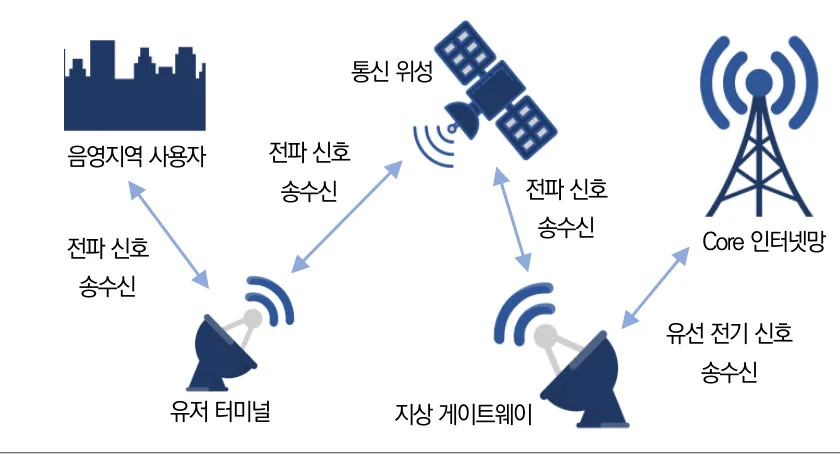 통신 위성
음영지역 사용자
전파 신호
송수신
전파 신호
송수신
Core 인터넷망
전파 신호
송수신
유선 전기 신호
송수신
유저 터미널
지상 게이트웨이